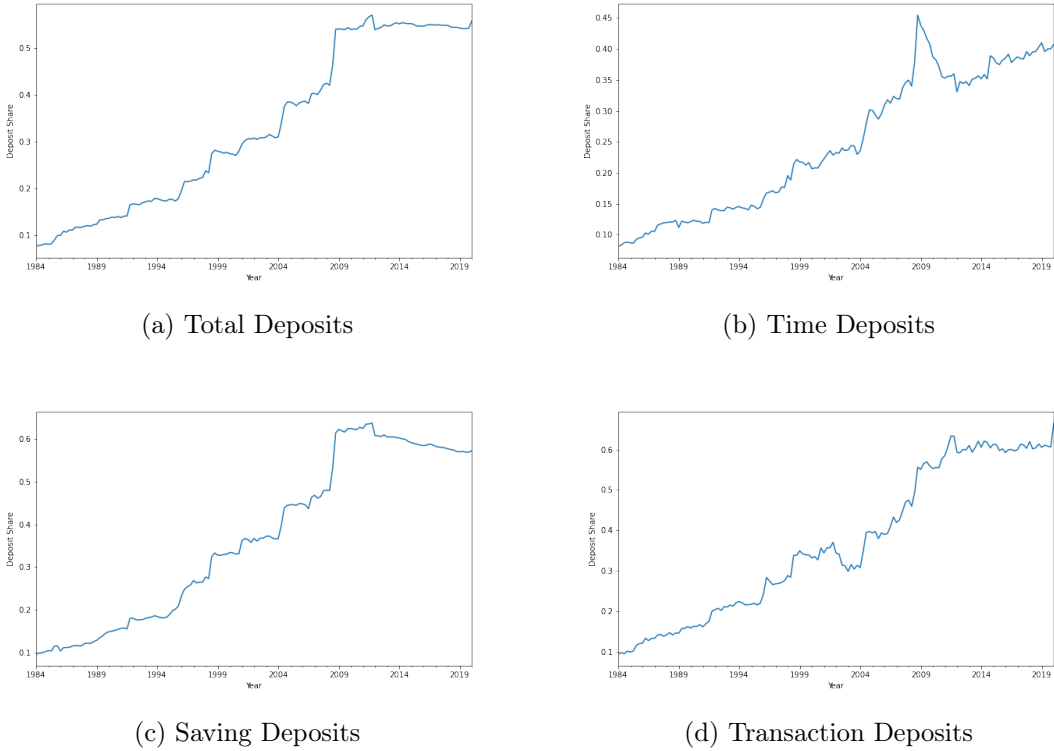 0.5
0.4
0.3
0.2
0.1
Deposit Share
1984 1989 1994 1999 2004 2009 2014 2019
Year
(a) Total Deposits
0.45
0.40
0.35
0.30
0.25
0.20
0.15
0.10
Deposit Share
1984 1989 1994 1999 2004 2009 2014 2019
Year
(b) Time Deposits
0.6
0.5
0.4
0.3
0.2
0.1
Deposit Share
1984 1989 1994 1999 2004 2009 2014 2019
Year
(c) Saving Deposits
0.6
0.5
0.4
0.3
0.2
0.1
Deposit Share
1984 1989 1994 1999 2004 2009 2014 2019
Year
(d) Transaction Deposits